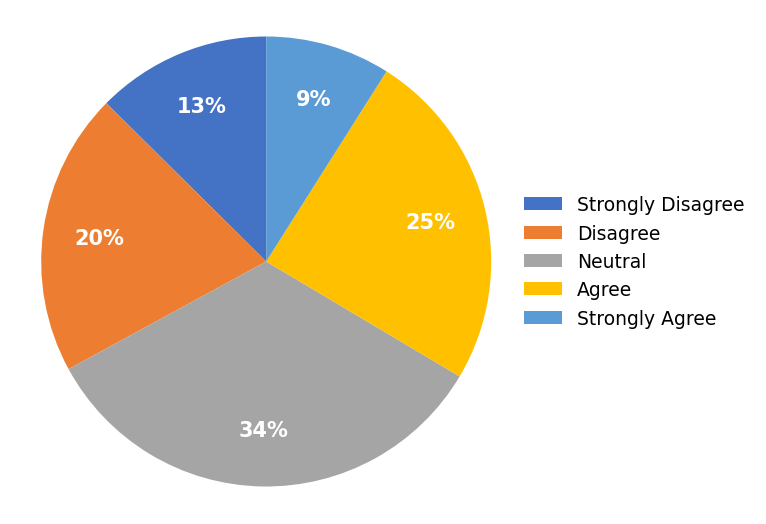 13%
9%
20%
25%
34%
Strongly Disagree
Disagree
Neutral
Agree
Strongly Agree